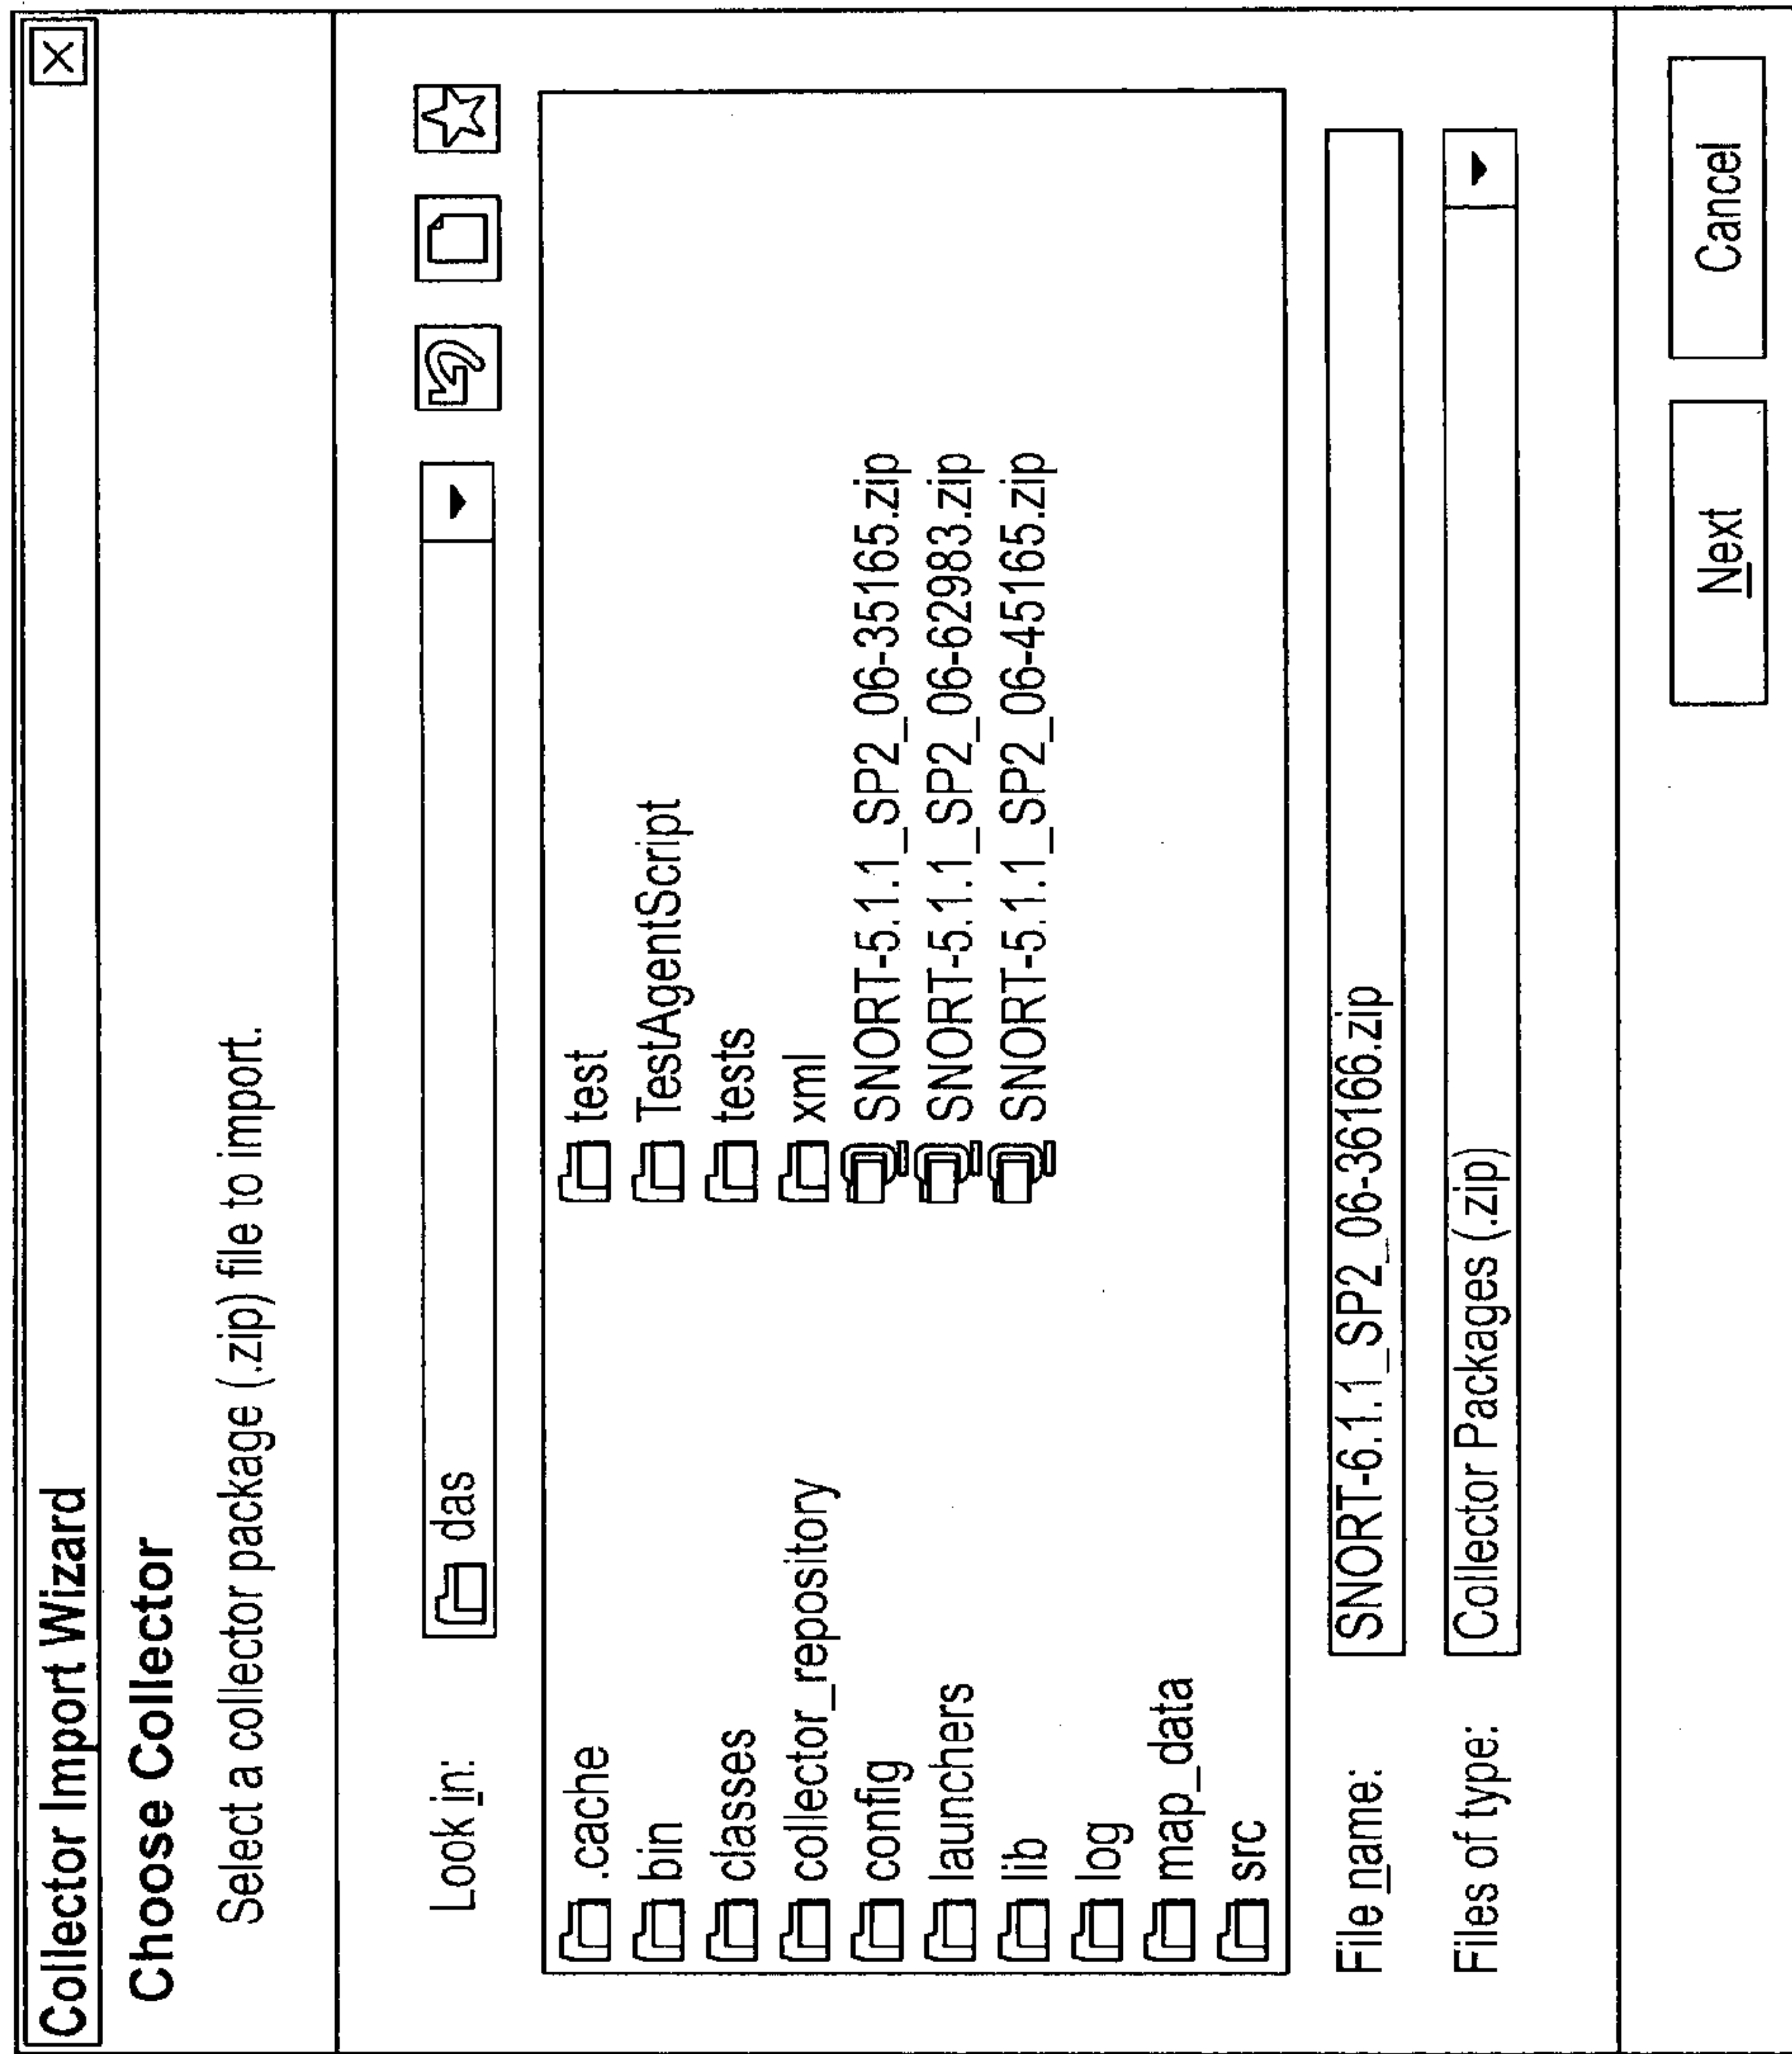 Collector Import Wizard
Choose Collector
Select a collector package (.zip) file to import.
Look in:
das
.cache
bin
classes
collector_repository
config
launchers
lib
log
map_data
src
test
TestAgentScript
tests
xml
SNORT-5.1.1_SP2_06-35165.zip
SNORT-5.1.1_SP2_06-62983.zip
SNORT-5.1.1_SP2_06-45165.zip
File name:
SNORT-6.1.1_SP2_06-36166.zip
Files of type:
Collector Packages (.zip)
Next
Cancel